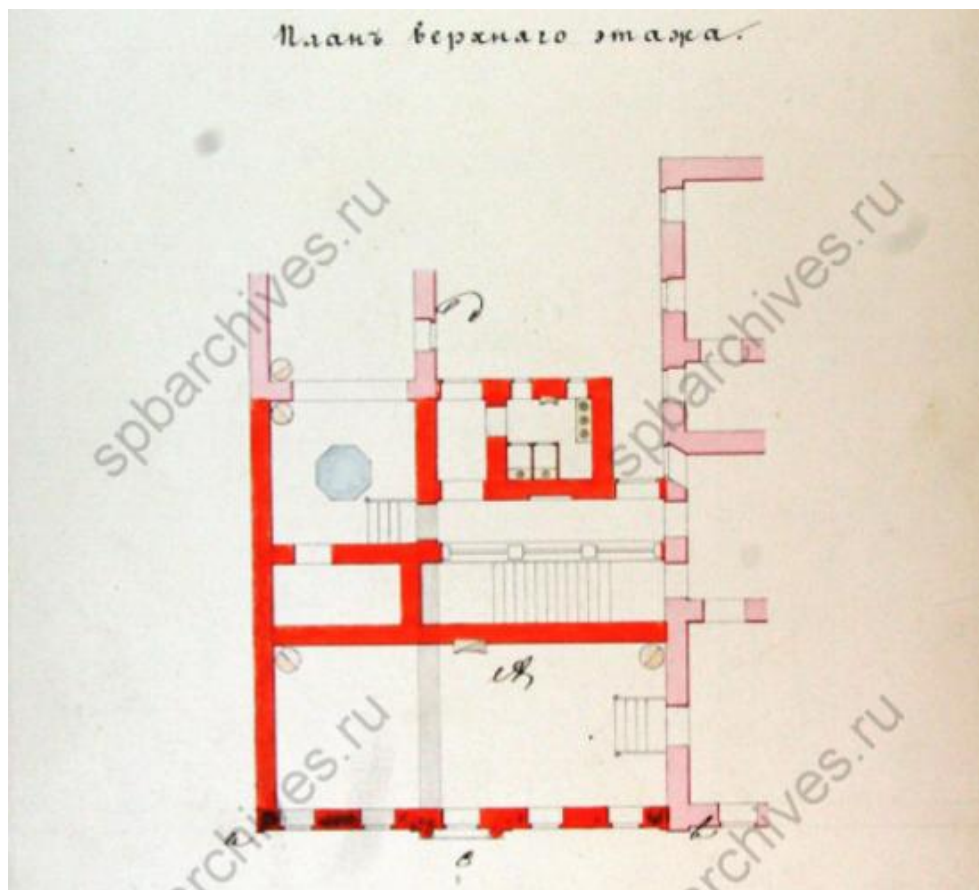 Планъ верхняго этажа.
spbarchives.ru
spbarchives.ru
А
spbarchives.ru
spbarchives.ru
а
в
с